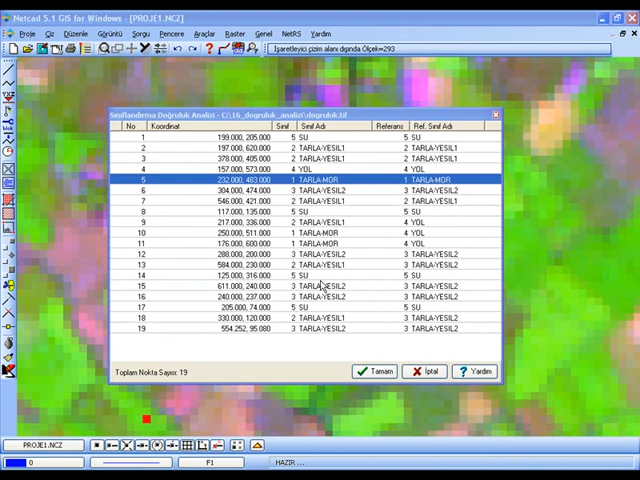 Netcad 5.1 GIS for Windows - [PROJE1.NCZ]
Proje Çiz Düzenle Görüntü Sorgu Pencere Araçlar Raster Genel NetRS Yardım
İşaretleyici çizim alanı dışında Ölçek=293
Sınıflandırma Doğruluk Analizi - C:\16_dogruluk_analizi\dogruluk.tif
No Koordinat Sınıf Sınıf Adı Referans Ref. Sınıf Adı
1 199.000, 205.000 5 SU 5 SU
2 197.000, 620.000 2 TARLA-YESIL1 2 TARLA-YESIL1
3 378.000, 405.000 2 TARLA-YESIL1 2 TARLA-YESIL1
4 157.000, 573.000 4 YOL 4 YOL
5 232.000, 483.000 1 TARLA-MOR 1 TARLA-MOR
6 304.000, 474.000 3 TARLA-YESIL2 3 TARLA-YESIL2
7 546.000, 421.000 2 TARLA-YESIL1 2 TARLA-YESIL1
8 117.000, 135.000 5 SU 5 SU
9 217.000, 336.000 2 TARLA-YESIL1 4 YOL
10 250.000, 511.000 1 TARLA-MOR 4 YOL
11 176.000, 600.000 1 TARLA-MOR 4 YOL
12 288.000, 200.000 3 TARLA-YESIL2 3 TARLA-YESIL2
13 584.000, 230.000 2 TARLA-YESIL1 3 TARLA-YESIL2
14 125.000, 316.000 5 SU 5 SU
15 611.000, 240.000 3 TARLA-YESIL2 3 TARLA-YESIL2
16 240.000, 237.000 3 TARLA-YESIL2 3 TARLA-YESIL2
17 205.000, 74.000 5 SU 5 SU
18 330.000, 120.000 2 TARLA-YESIL1 3 TARLA-YESIL2
19 554.252, 95.080 3 TARLA-YESIL2 3 TARLA-YESIL2
Toplam Nokta Sayısı: 19
Tamam İptal Yardım
PROJE1.NCZ
0 F1 HAZIR ...